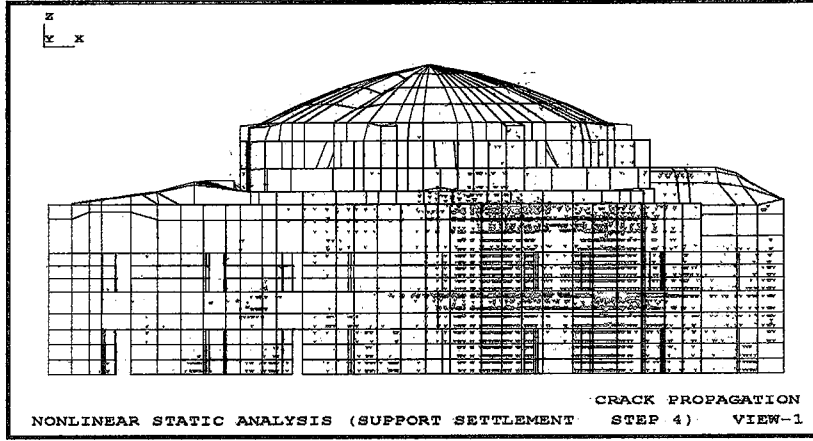 Z
Y X
CRACK PROPAGATION
NONLINEAR STATIC ANALYSIS (SUPPORT SETTLEMENT STEP 4) VIEW-1